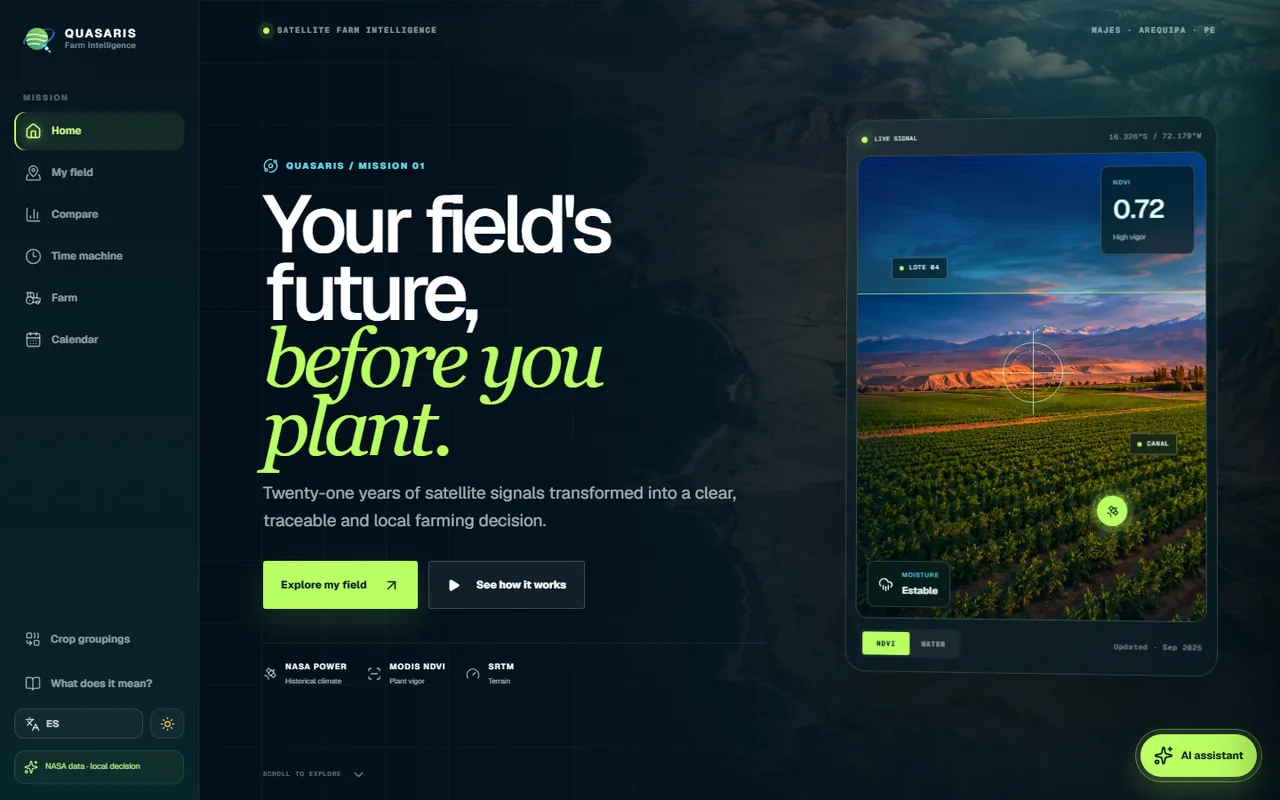 QUASARIS
Farm Intelligence
MISSION
Home
My field
Compare
Time machine
Farm
Calendar
Crop groupings
What does it mean?
ES
NASA data · local decision
SATELLITE FARM INTELLIGENCE
MAJES · AREQUIPA · PE
QUASARIS / MISSION 01
Your field's
future,
before you
plant.
Twenty-one years of satellite signals transformed into a clear,
traceable and local farming decision.
Explore my field
See how it works
NASA POWER
Historical climate
MODIS NDVI
Plant vigor
SRTM
Terrain
SCROLL TO EXPLORE
LIVE SIGNAL
16.326°S / 72.179°W
NDVI
0.72
High vigor
LOTE 04
CANAL
MOISTURE
Estable
NDVI
WATER
Updated · Sep 2025
AI assistant